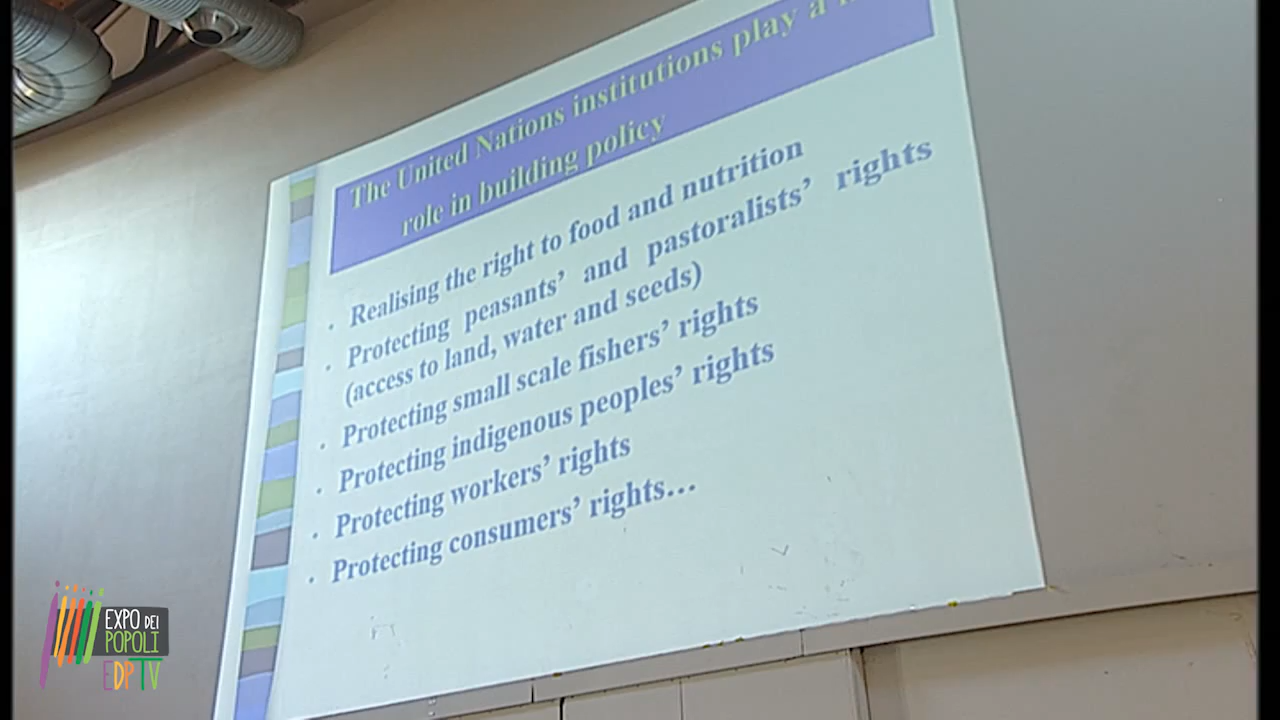 The United Nations institutions play a
role in building policy
· Realising the right to food and nutrition
· Protecting peasants’ and pastoralists’ rights
(access to land, water and seeds)
· Protecting small scale fishers’ rights
· Protecting indigenous peoples’ rights
· Protecting workers’ rights
· Protecting consumers’ rights...
EXPO DEI
POPOLI
EDPTV